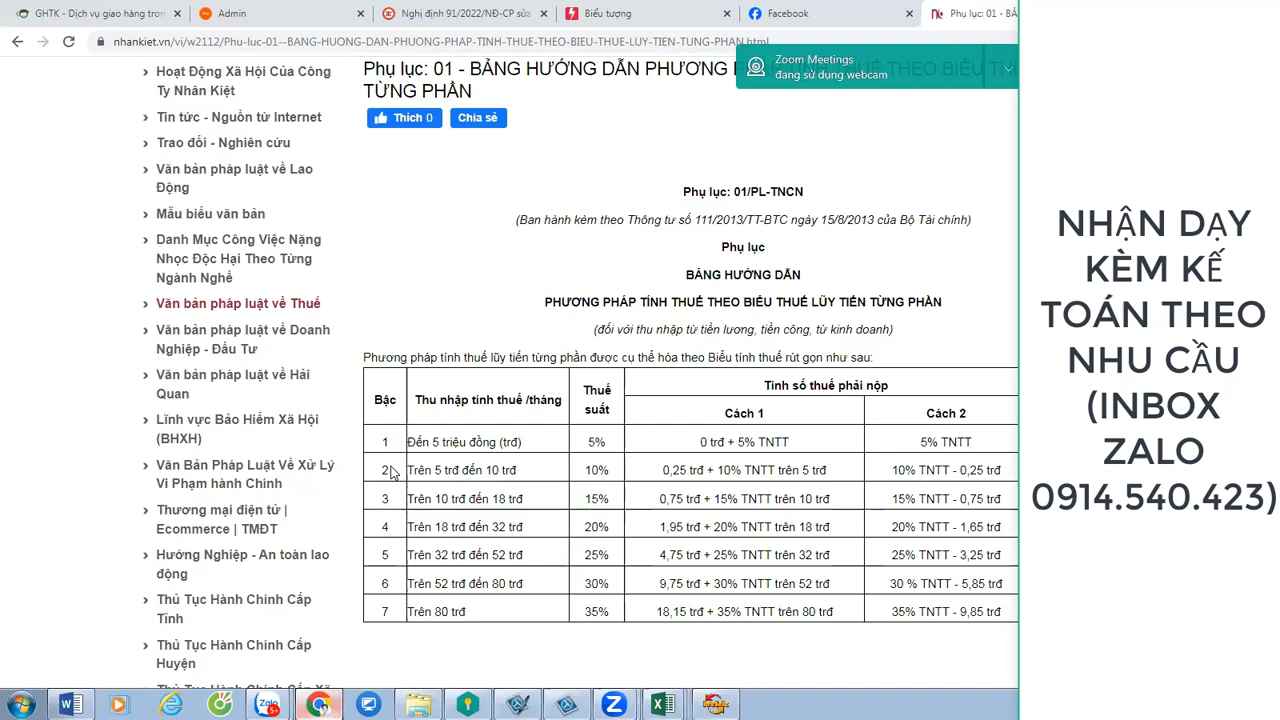 GHTK - Dịch vụ giao hàng tron
Admin
Nghị định 91/2022/NĐ-CP sửa
Biểu tượng
Facebook
Phụ lục: 01 - BẢ
nhankiet.vn/vi/w2112/Phu-luc-01--BANG-HUONG-DAN-PHUONG-PHAP-TINH-THUE-THEO-BIEU-THUE-LUY-TIEN-TUNG-PHAN.html
Zoom Meetings
đang sử dụng webcam
Hoạt Động Xã Hội Của Công
Ty Nhân Kiệt
Tin tức - Nguồn từ Internet
Trao đổi - Nghiên cứu
Văn bản pháp luật về Lao
Động
Mẫu biểu văn bản
Danh Mục Công Việc Nặng
Nhọc Độc Hại Theo Từng
Ngành Nghề
Văn bản pháp luật về Thuế
Văn bản pháp luật về Doanh
Nghiệp - Đầu Tư
Văn bản pháp luật về Hải
Quan
Lĩnh vực Bảo Hiểm Xã Hội
(BHXH)
Văn Bản Pháp Luật Về Xử Lý
Vi Phạm hành Chính
Thương mại điện tử |
Ecommerce | TMĐT
Hướng Nghiệp - An toàn lao
động
Thủ Tục Hành Chính Cấp
Tỉnh
Thủ Tục Hành Chính Cấp
Huyện
Phụ lục: 01 - BẢNG HƯỚNG DẪN PHƯƠNG THUẾ THEO BIỂU
TỪNG PHẦN
Thích 0 Chia sẻ
Phụ lục: 01/PL-TNCN
(Ban hành kèm theo Thông tư số 111/2013/TT-BTC ngày 15/8/2013 của Bộ Tài chính)
Phụ lục
BẢNG HƯỚNG DẪN
PHƯƠNG PHÁP TÍNH THUẾ THEO BIỂU THUẾ LŨY TIẾN TỪNG PHẦN
(đối với thu nhập từ tiền lương, tiền công, từ kinh doanh)
Phương pháp tính thuế lũy tiến từng phần được cụ thể hóa theo Biểu tính thuế rút gọn như sau:
Bậc Thu nhập tính thuế /tháng Thuế suất Tính số thuế phải nộp
Cách 1 Cách 2
1 Đến 5 triệu đồng (trđ) 5% 0 trđ + 5% TNTT 5% TNTT
2 Trên 5 trđ đến 10 trđ 10% 0,25 trđ + 10% TNTT trên 5 trđ 10% TNTT - 0,25 trđ
3 Trên 10 trđ đến 18 trđ 15% 0,75 trđ + 15% TNTT trên 10 trđ 15% TNTT - 0,75 trđ
4 Trên 18 trđ đến 32 trđ 20% 1,95 trđ + 20% TNTT trên 18 trđ 20% TNTT - 1,65 trđ
5 Trên 32 trđ đến 52 trđ 25% 4,75 trđ + 25% TNTT trên 32 trđ 25% TNTT - 3,25 trđ
6 Trên 52 trđ đến 80 trđ 30% 9,75 trđ + 30% TNTT trên 52 trđ 30 % TNTT - 5,85 trđ
7 Trên 80 trđ 35% 18,15 trđ + 35% TNTT trên 80 trđ 35% TNTT - 9,85 trđ
NHẬN DẠY
KÈM KẾ
TOÁN THEO
NHU CẦU
(INBOX
ZALO
0914.540.423)
Zalo
5+